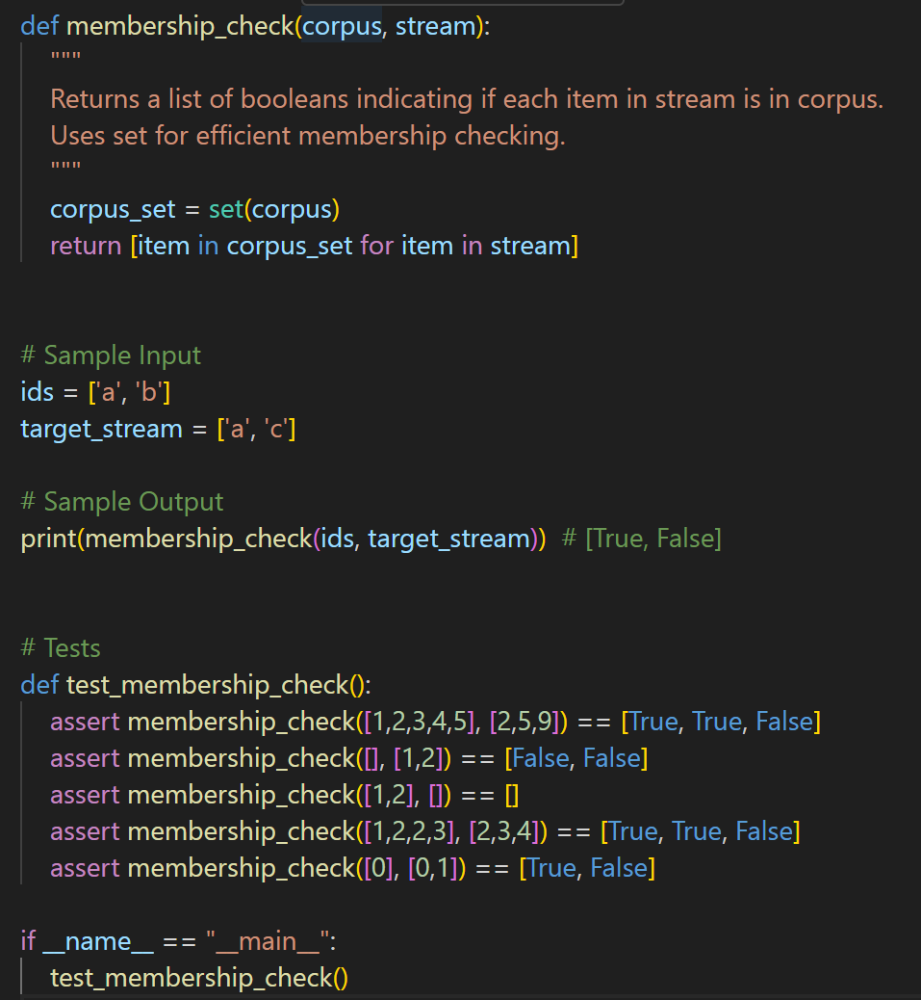 def membership_check(corpus, stream):
    """
    Returns a list of booleans indicating if each item in stream is in corpus.
    Uses set for efficient membership checking.
    """
    corpus_set = set(corpus)
    return [item in corpus_set for item in stream]
# Sample Input
ids = ['a', 'b']
target_stream = ['a', 'c']
# Sample Output
print(membership_check(ids, target_stream))  # [True, False]
# Tests
def test_membership_check():
    assert membership_check([1,2,3,4,5], [2,5,9]) == [True, True, False]
    assert membership_check([], [1,2]) == [False, False]
    assert membership_check([1,2], []) == []
    assert membership_check([1,2,2,3], [2,3,4]) == [True, True, False]
    assert membership_check([0], [0,1]) == [True, False]
if __name__ == "__main__":
    test_membership_check()